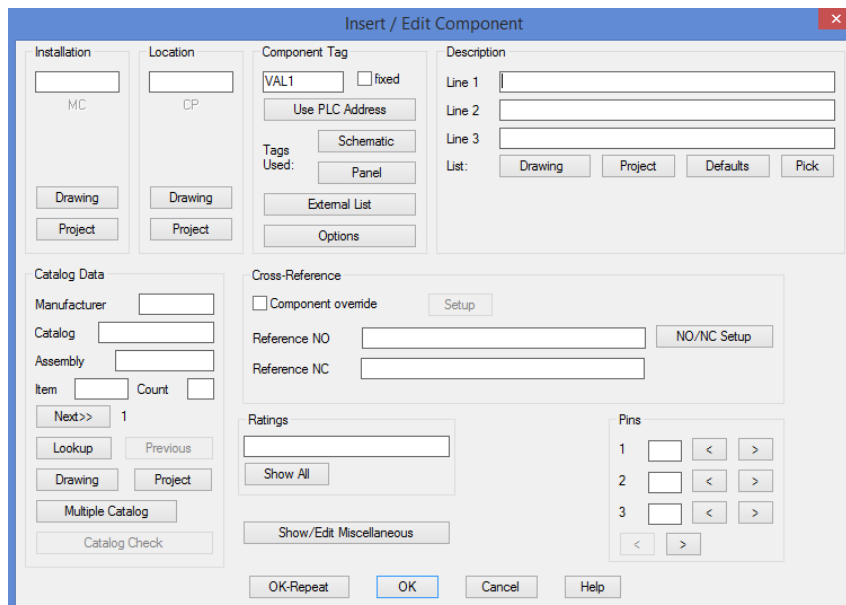 Insert / Edit Component
Installation
MC
Drawing
Project
Location
CP
Drawing
Project
Component Tag
VAL1 fixed
Use PLC Address
Tags Used:
Schematic
Panel
External List
Options
Description
Line 1
Line 2
Line 3
List: Drawing Project Defaults Pick
Catalog Data
Manufacturer
Catalog
Assembly
Item Count
Next>> 1
Lookup Previous
Drawing Project
Multiple Catalog
Catalog Check
Cross-Reference
Component override Setup
Reference NO NO/NC Setup
Reference NC
Ratings
Show All
Show/Edit Miscellaneous
Pins
1 < >
2 < >
3 < >
< >
OK-Repeat OK Cancel Help